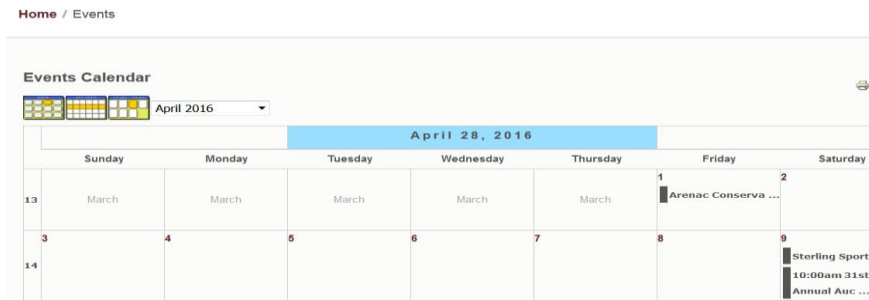 Home / Events
Events Calendar
April 2016
April 28, 2016
Sunday Monday Tuesday Wednesday Thursday Friday Saturday
13 March March March March March 1 Arenac Conserva ... 2
14 3 4 5 6 7 8 9
Sterling Sport
10:00am 31st
Annual Auc ...